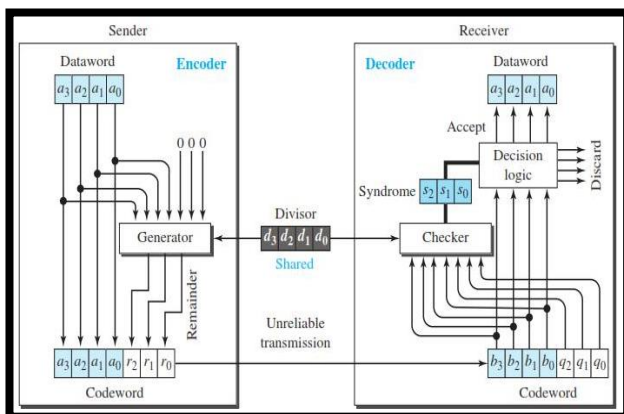 Sender
Receiver
Encoder
Decoder
Dataword
a3 a2 a1 a0
Dataword
a3 a2 a1 a0
Accept
0 0 0
Decision
logic
Discard
Syndrome
s2 s1 s0
Divisor
Generator
d3 d2 d1 d0
Checker
Shared
Remainder
Unreliable
transmission
a3 a2 a1 a0 r2 r1 r0
Codeword
b3 b2 b1 b0 q2 q1 q0
Codeword